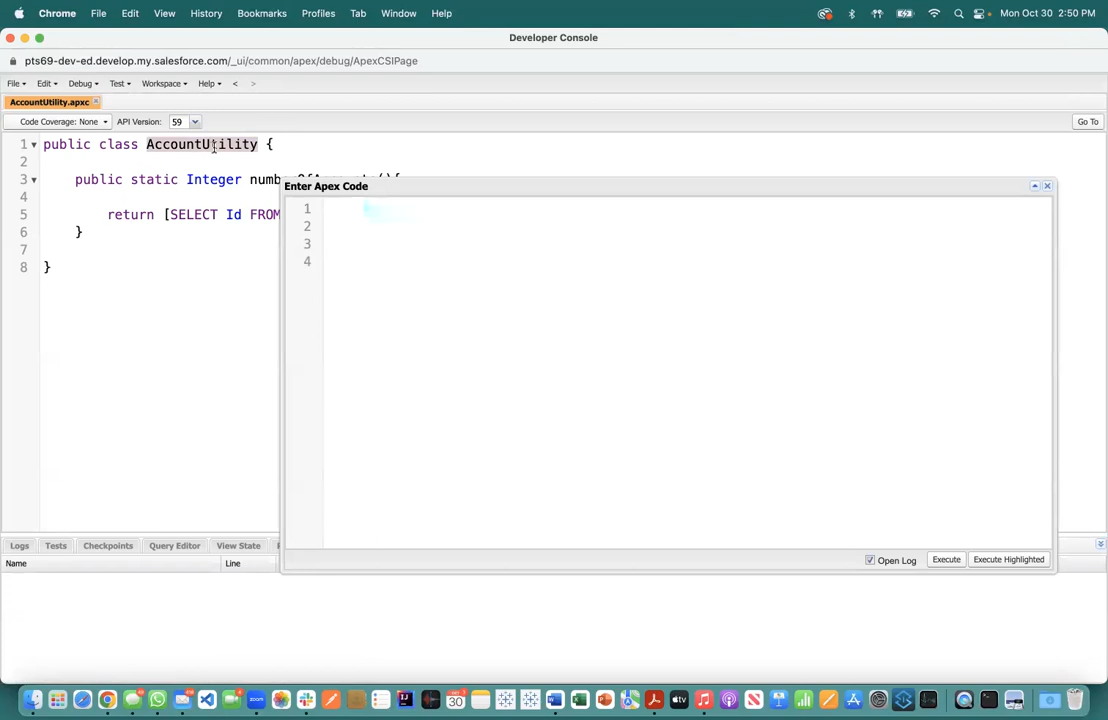 Chrome File Edit View History Bookmarks Profiles Tab Window Help Mon Oct 30 2:50 PM
Developer Console
pts69-dev-ed.develop.my.salesforce.com/_ui/common/apex/debug/ApexCSIPage
File Edit Debug Test Workspace Help < >
AccountUtility.apxc
Code Coverage: None API Version: 59 Go To
1 public class AccountUtility {
2
3 public static Integer numberOfAccounts(){
4
5 return [SELECT Id FROM
6 }
7
8 }
Enter Apex Code
1
2
3
4
Open Log Execute Execute Highlighted
Logs Tests Checkpoints Query Editor View State
Name Line